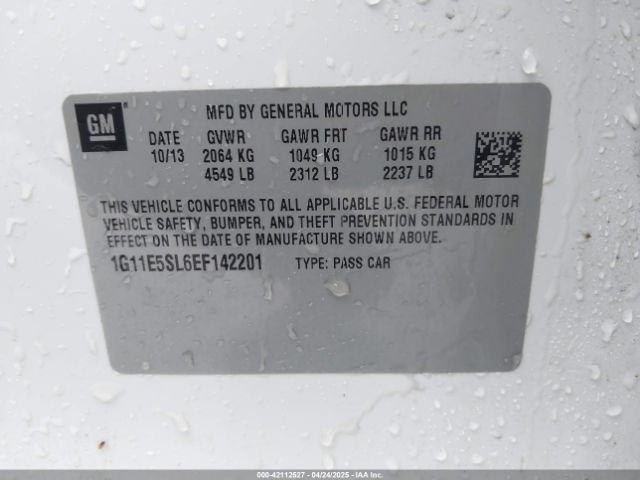 GM
MFD BY GENERAL MOTORS LLC
DATE GVWR GAWR FRT GAWR RR
10/13 2064 KG 1049 KG 1015 KG
4549 LB 2312 LB 2237 LB
THIS VEHICLE CONFORMS TO ALL APPLICABLE U.S. FEDERAL MOTOR
VEHICLE SAFETY, BUMPER, AND THEFT PREVENTION STANDARDS IN
EFFECT ON THE DATE OF MANUFACTURE SHOWN ABOVE.
1G11E5SL6EF142201 TYPE: PASS CAR
000-42112527 - 04/24/2025 - IAAI.COM